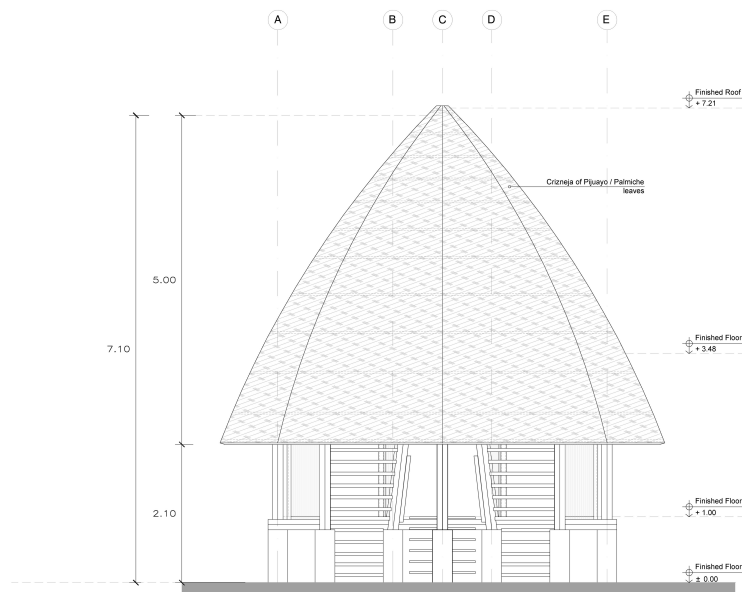 A
B
C
D
E
Finished Roof
+ 7.21
Crizneja of Pijuayo / Palmiche
leaves
5.00
7.10
Finished Floor
+ 3.48
2.10
Finished Floor
+ 1.00
Finished Floor
± 0.00